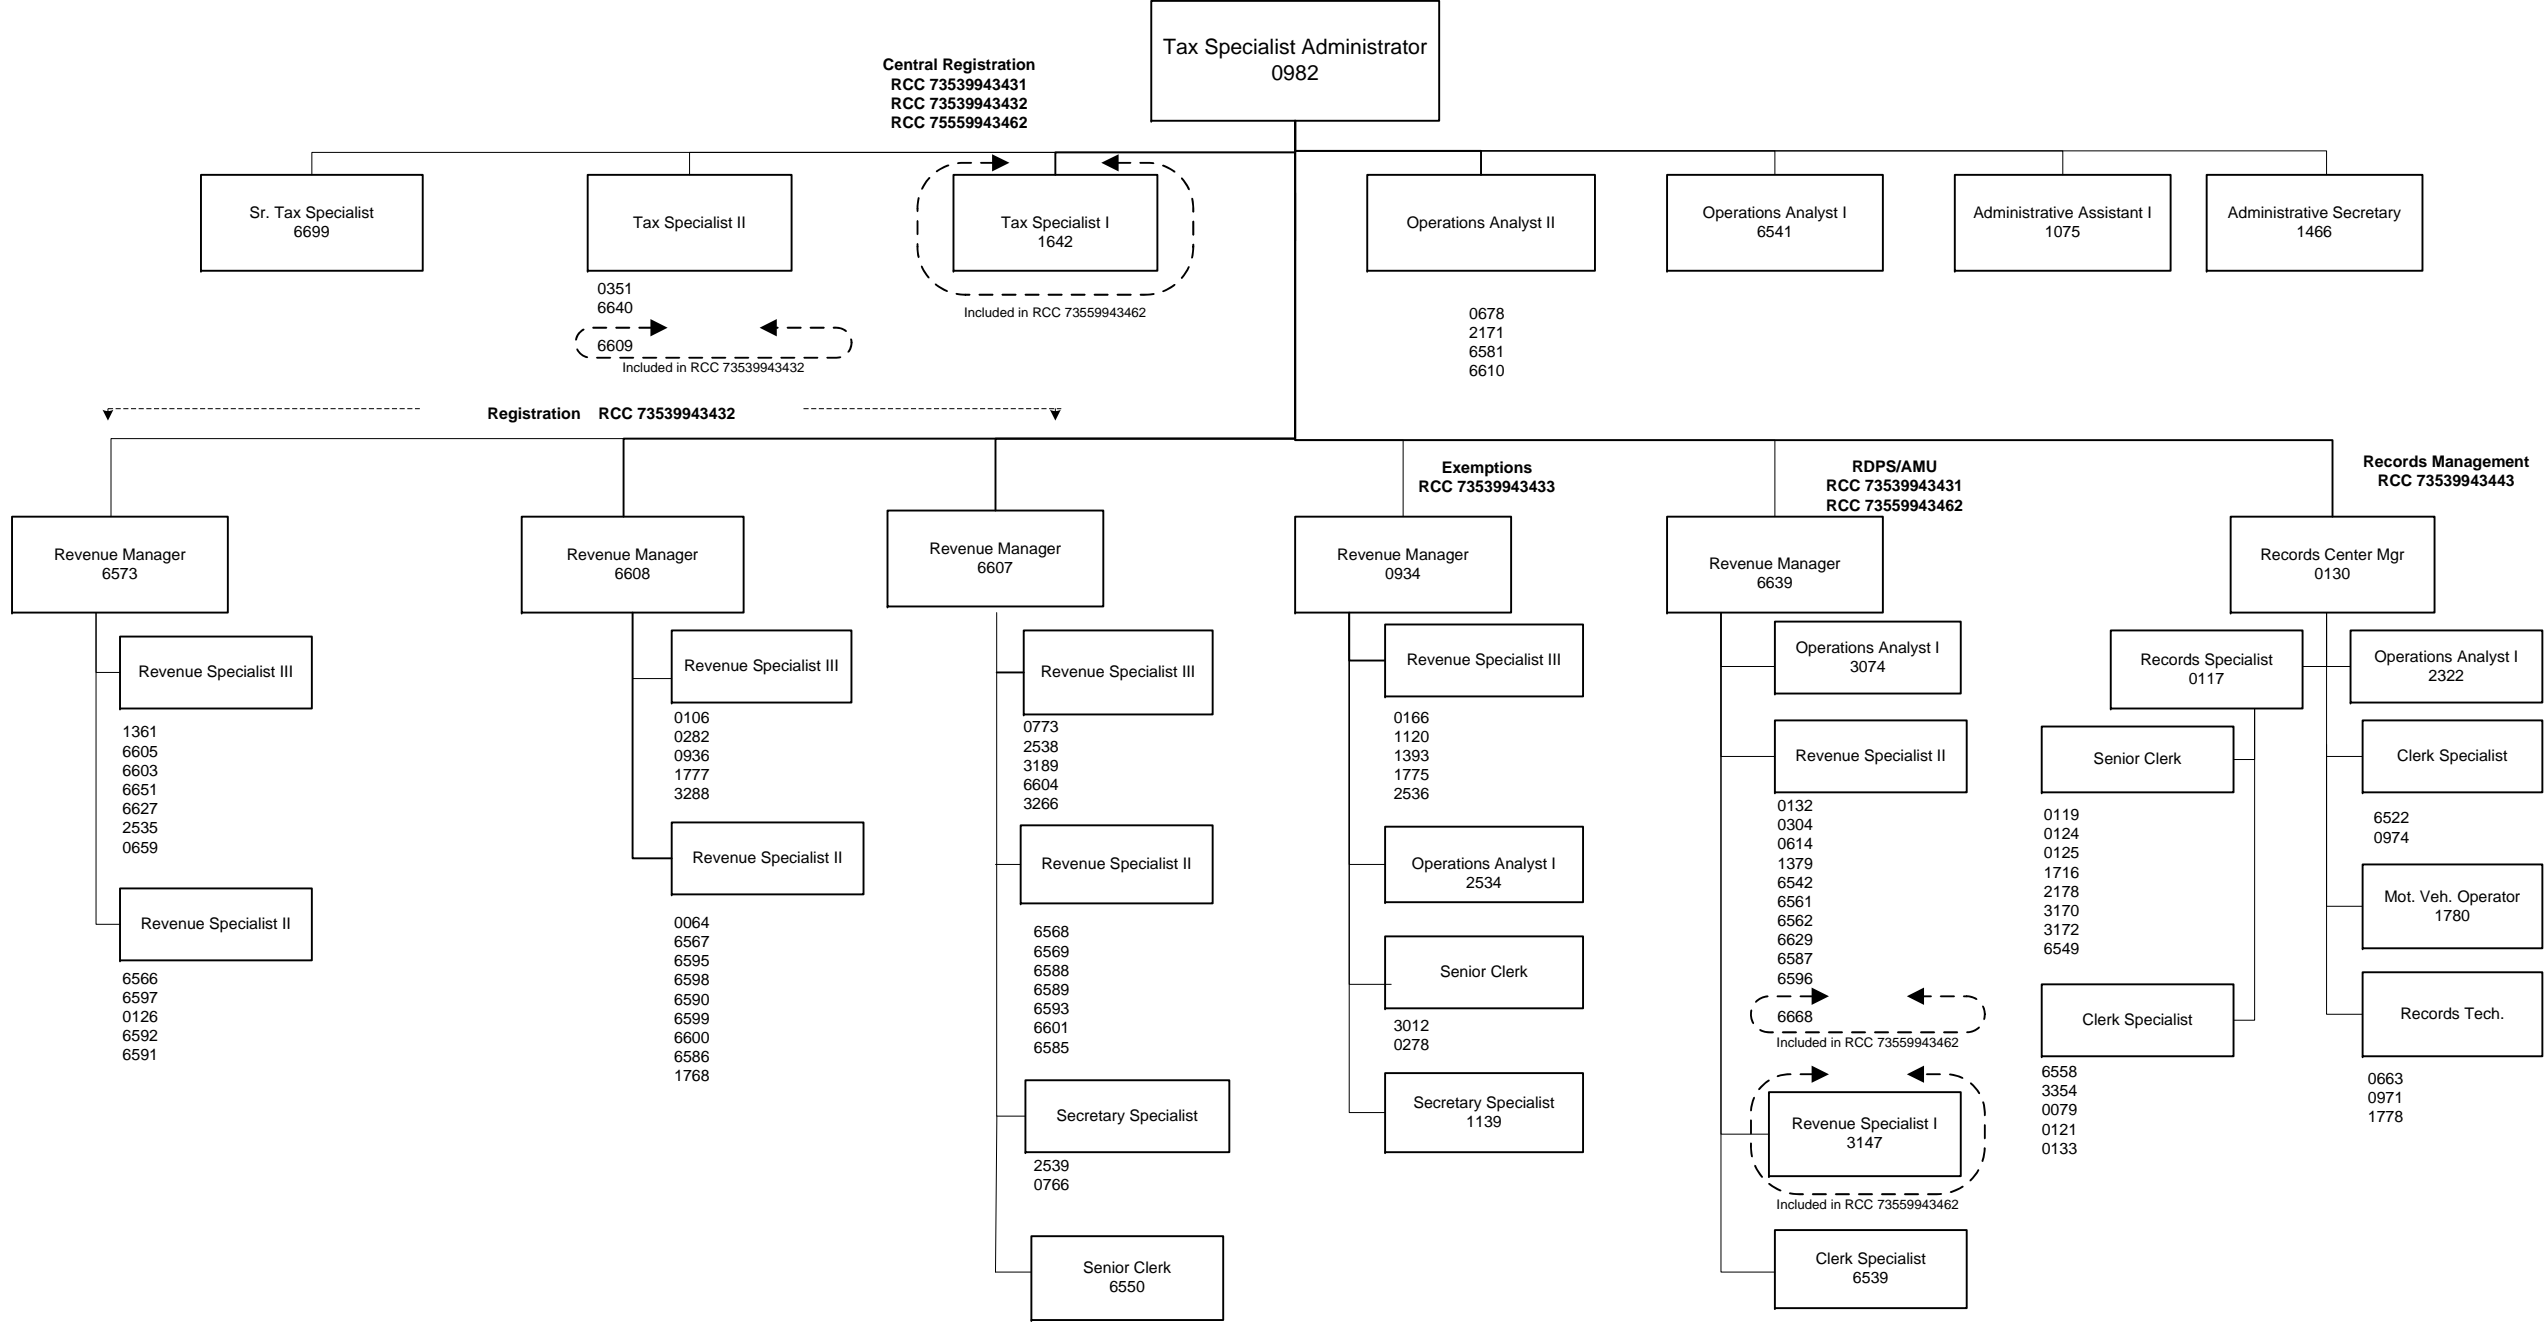 Tax Specialist Administrator
0982
Central Registration
RCC 73539943431
RCC 73539943432
RCC 75559943462
Sr. Tax Specialist
6699
Tax Specialist II
0351
6640
6609
Included in RCC 73539943432
Tax Specialist I
1642
Included in RCC 73559943462
Operations Analyst II
0678
2171
6581
6610
Operations Analyst I
6541
Administrative Assistant I
1075
Administrative Secretary
1466
Registration RCC 73539943432
Revenue Manager
6573
Revenue Specialist III
1361
6605
6603
6651
6627
2535
0659
Revenue Specialist II
6566
6597
0126
6592
6591
Revenue Manager
6608
Revenue Specialist III
0106
0282
0936
1777
3288
Revenue Specialist II
0064
6567
6595
6598
6590
6599
6600
6586
1768
Revenue Manager
6607
Revenue Specialist III
0773
2538
3189
6604
3266
Revenue Specialist II
6568
6569
6588
6589
6593
6601
6585
Secretary Specialist
2539
0766
Senior Clerk
6550
Exemptions
RCC 73539943433
Revenue Manager
0934
Revenue Specialist III
0166
1120
1393
1775
2536
Operations Analyst I
2534
Senior Clerk
3012
0278
Secretary Specialist
1139
RDPS/AMU
RCC 73539943431
RCC 73559943462
Revenue Manager
6639
Operations Analyst I
3074
Revenue Specialist II
0132
0304
0614
1379
6542
6561
6562
6629
6587
6596
6668
Included in RCC 73559943462
Revenue Specialist I
3147
Included in RCC 73559943462
Clerk Specialist
6539
Records Management
RCC 73539943443
Records Center Mgr
0130
Records Specialist
0117
Senior Clerk
0119
0124
0125
1716
2178
3170
3172
6549
Clerk Specialist
6558
3354
0079
0121
0133
Operations Analyst I
2322
Clerk Specialist
6522
0974
Mot. Veh. Operator
1780
Records Tech.
0663
0971
1778